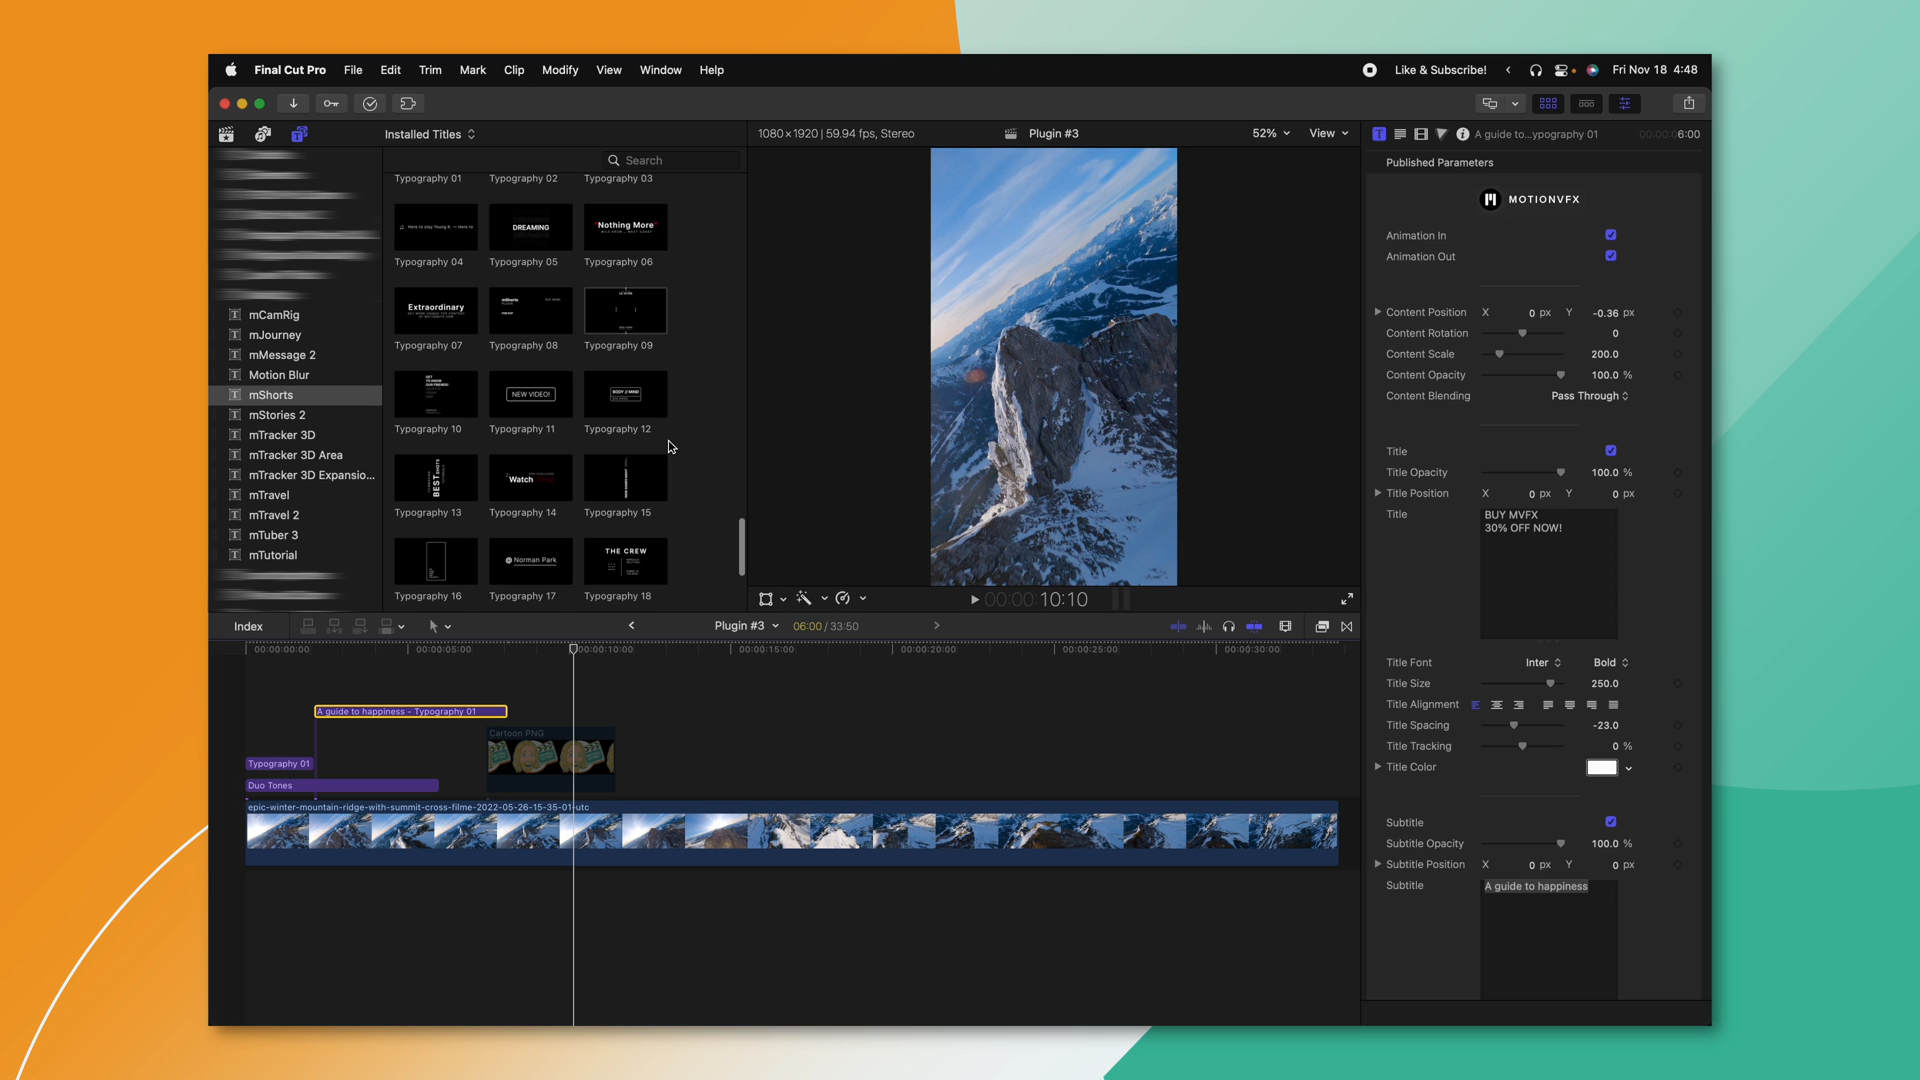 Final Cut Pro File Edit Trim Mark Clip Modify View Window Help
Like & Subscribe! Fri Nov 18 4:48
Installed Titles
1080×1920 | 59.94 fps, Stereo
Plugin #3
52% View
A guide to...ypography 01
00:00:06:00
Search
mCamRig
mJourney
mMessage 2
Motion Blur
mShorts
mStories 2
mTracker 3D
mTracker 3D Area
mTracker 3D Expansio...
mTravel
mTravel 2
mTuber 3
mTutorial
Typography 01 Typography 02 Typography 03
Here to stay Young K. — Here to
DREAMING
"Nothing More"
Typography 04 Typography 05 Typography 06
Extraordinary
mShorts
Typography 07 Typography 08 Typography 09
NEW VIDEO!
BODY // MIND
Typography 10 Typography 11 Typography 12
BEST SHOTS
Watch
Typography 13 Typography 14 Typography 15
Norman Park
THE CREW
Typography 16 Typography 17 Typography 18
00:00:10:10
Published Parameters
MOTIONVFX
Animation In
Animation Out
Content Position X 0 px Y -0.36 px
Content Rotation 0
Content Scale 200.0
Content Opacity 100.0 %
Content Blending Pass Through
Title
Title Opacity 100.0 %
Title Position X 0 px Y 0 px
Title
BUY MVFX
30% OFF NOW!
Title Font Inter Bold
Title Size 250.0
Title Alignment
Title Spacing -23.0
Title Tracking 0 %
Title Color
Subtitle
Subtitle Opacity 100.0 %
Subtitle Position X 0 px Y 0 px
Subtitle
A guide to happiness
Index
Plugin #3 06:00 / 33:50
00:00:00:00 00:00:05:00 00:00:10:00 00:00:15:00 00:00:20:00 00:00:25:00 00:00:30:00
A guide to happiness - Typography 01
Cartoon PNG
Typography 01
Duo Tones
epic-winter-mountain-ridge-with-summit-cross-filme-2022-05-26-15-35-01-utc